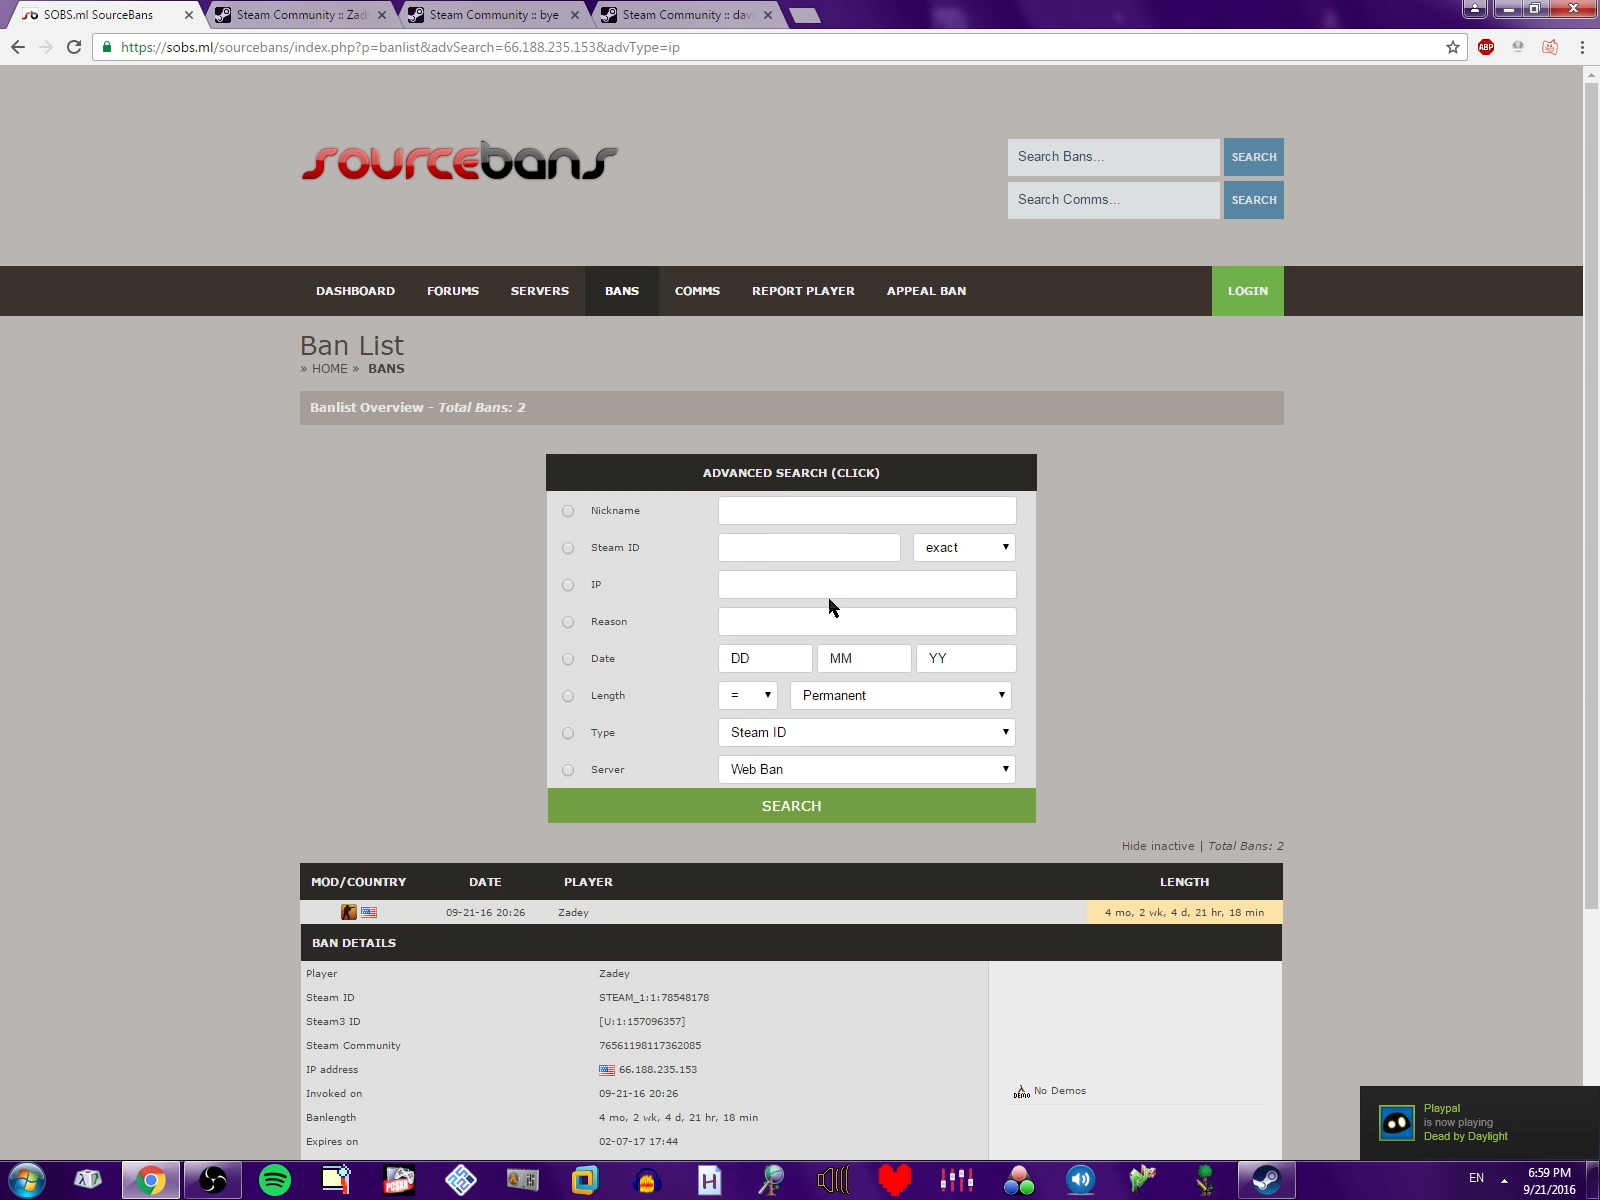 SOBS.ml SourceBans
Steam Community :: Zad
Steam Community :: bye
Steam Community :: dav
https://sobs.ml/sourcebans/index.php?p=banlist&advSearch=66.188.235.153&advType=ip
ABP
sourcebans
Search Bans...
SEARCH
Search Comms...
SEARCH
DASHBOARD
FORUMS
SERVERS
BANS
COMMS
REPORT PLAYER
APPEAL BAN
LOGIN
Ban List
» HOME » BANS
Banlist Overview - Total Bans: 2
ADVANCED SEARCH (CLICK)
Nickname
Steam ID
exact
IP
Reason
Date
DD
MM
YY
Length
=
Permanent
Type
Steam ID
Server
Web Ban
SEARCH
Hide inactive | Total Bans: 2
MOD/COUNTRY
DATE
PLAYER
LENGTH
09-21-16 20:26
Zadey
4 mo, 2 wk, 4 d, 21 hr, 18 min
BAN DETAILS
Player
Zadey
Steam ID
STEAM_1:1:78548178
Steam3 ID
[U:1:157096357]
Steam Community
76561198117362085
IP address
66.188.235.153
Invoked on
09-21-16 20:26
Banlength
4 mo, 2 wk, 4 d, 21 hr, 18 min
Expires on
02-07-17 17:44
DEMO
No Demos
Playpal
is now playing
Dead by Daylight
EN
6:59 PM
9/21/2016